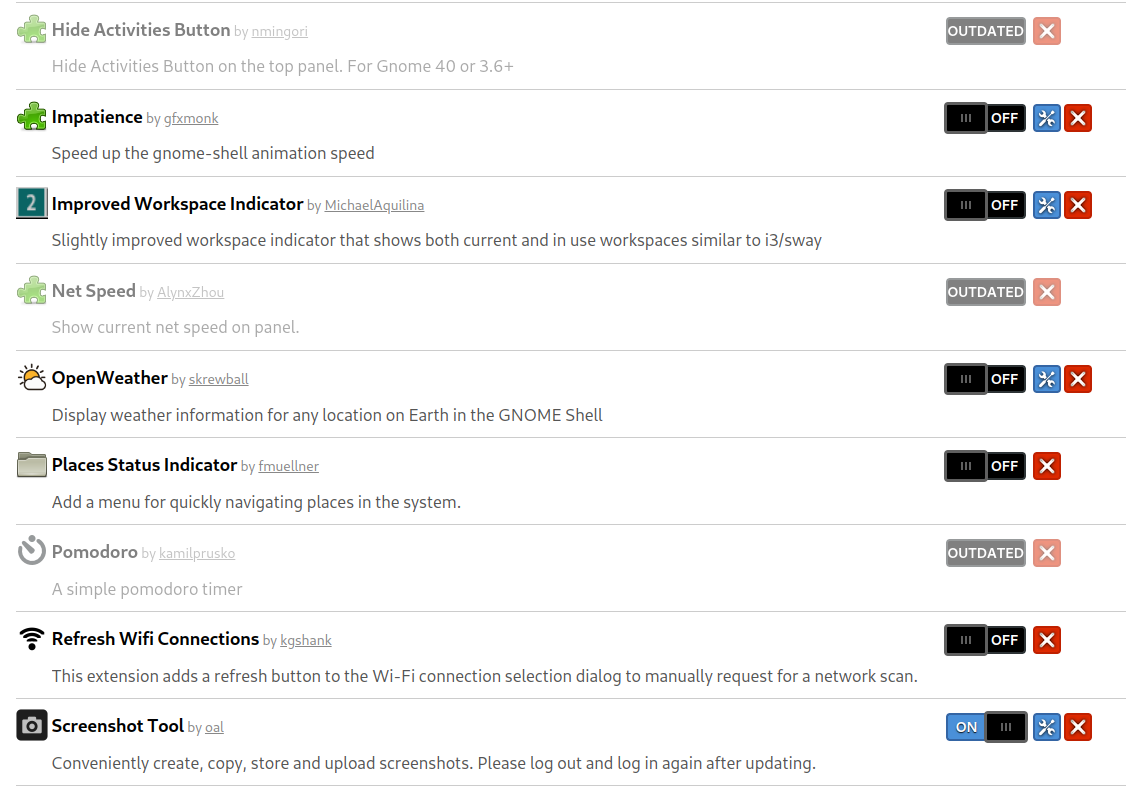 Hide Activities Button by nmingori OUTDATED
Hide Activities Button on the top panel. For Gnome 40 or 3.6+
Impatience by gfxmonk OFF
Speed up the gnome-shell animation speed
2 Improved Workspace Indicator by MichaelAquilina OFF
Slightly improved workspace indicator that shows both current and in use workspaces similar to i3/sway
Net Speed by AlynxZhou OUTDATED
Show current net speed on panel.
OpenWeather by skrewball OFF
Display weather information for any location on Earth in the GNOME Shell
Places Status Indicator by fmuellner OFF
Add a menu for quickly navigating places in the system.
Pomodoro by kamilprusko OUTDATED
A simple pomodoro timer
Refresh Wifi Connections by kgshank OFF
This extension adds a refresh button to the Wi-Fi connection selection dialog to manually request for a network scan.
Screenshot Tool by oal ON
Conveniently create, copy, store and upload screenshots. Please log out and log in again after updating.